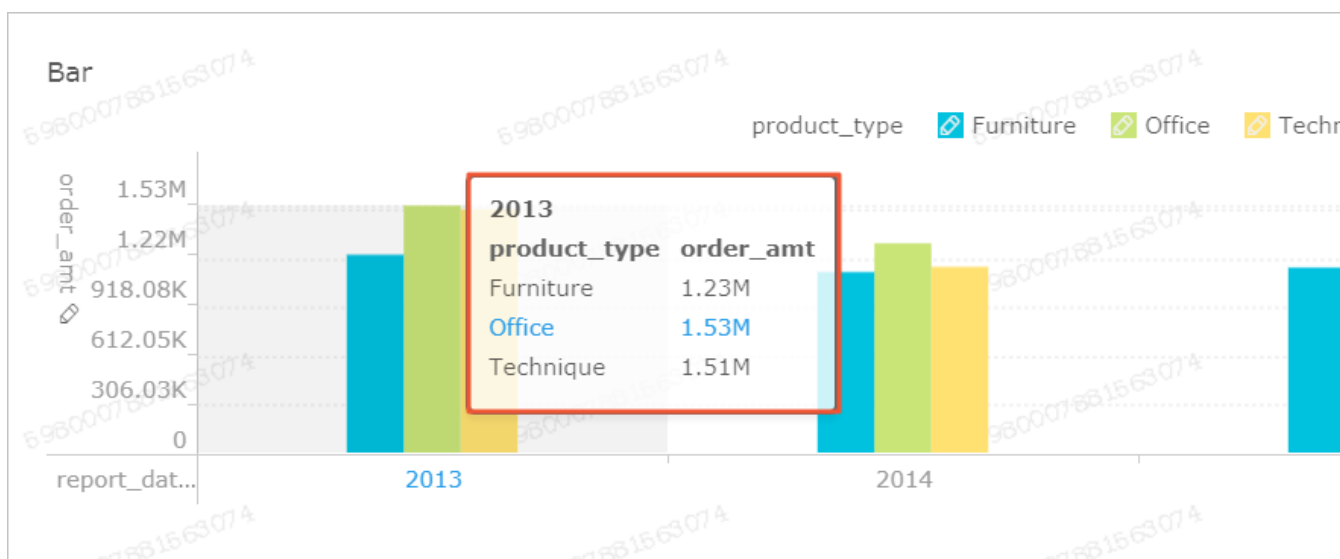 Bar
product_type Furniture Office Techn
order_amt
1.53M
1.22M
918.08K
612.05K
306.03K
0
2013
product_type order_amt
Furniture 1.23M
Office 1.53M
Technique 1.51M
report_dat... 2013 2014